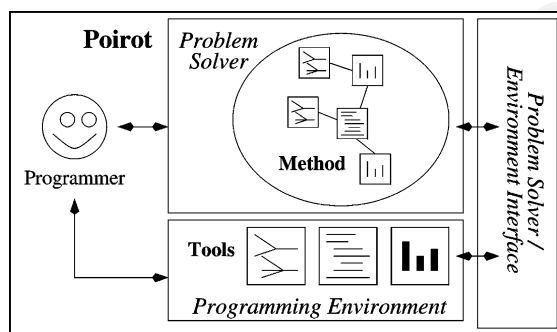 Poirot
Problem
Solver
Method
Programmer
Tools
Programming Environment
Problem Solver /
Environment Interface